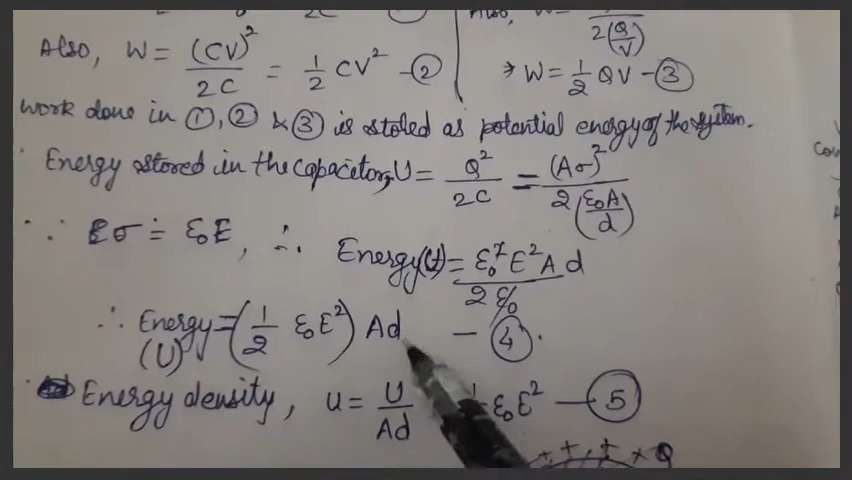 Also, W = (CV)² / 2C = 1/2 CV² – ②
2(Q/V)
⇒ W = 1/2 QV – ③
work done in ①, ② & ③ is stored as potential energy of the system.
Energy stored in the capacitor, U = Q² / 2C = (Aσ)² / 2(ε₀A/d)
∵ σ = ε₀E, ∴ Energy(U) = ε₀² E² A d / 2 ε₀
∴ Energy (U) = (1/2 ε₀E²) Ad – ④.
Energy density, u = U / Ad ε₀E² – ⑤
+ + + + Q